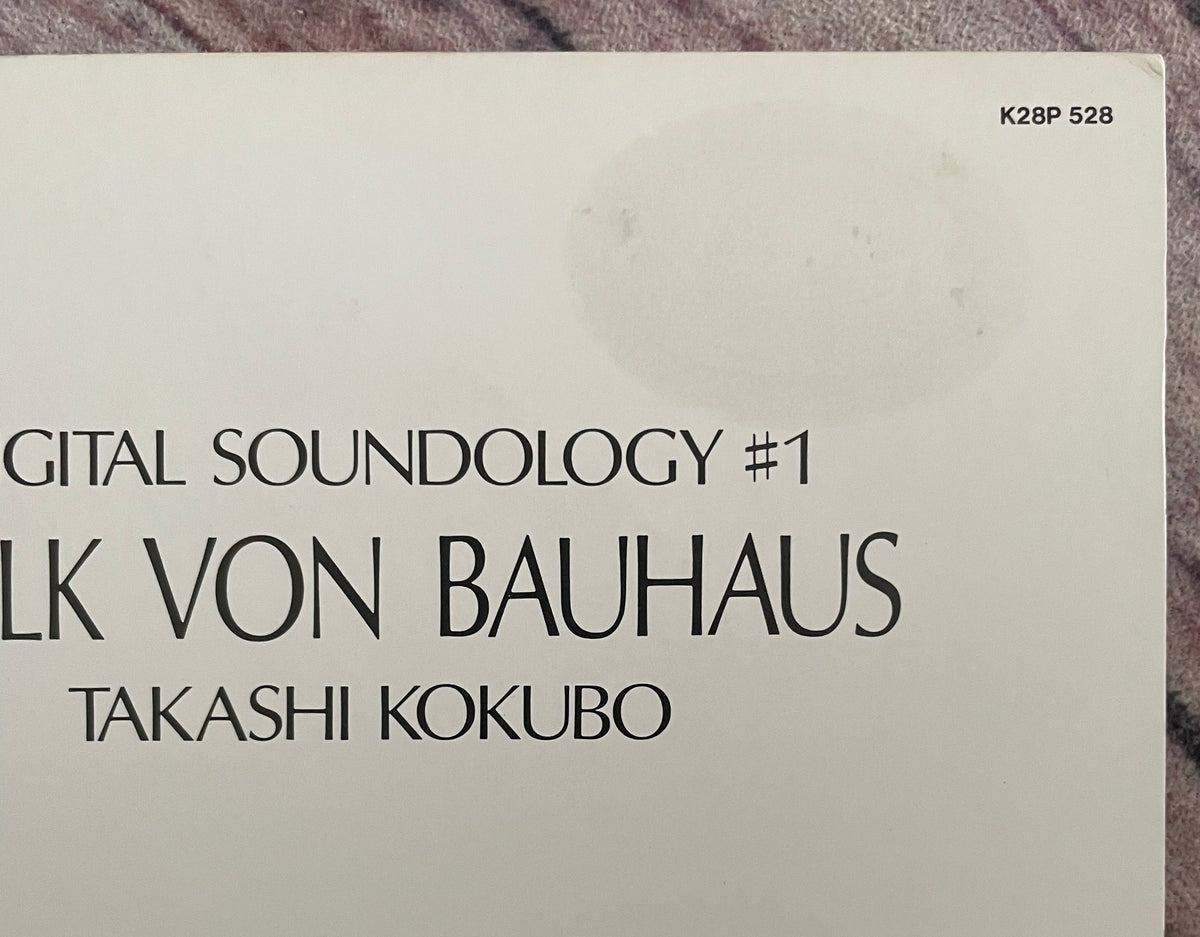 K28P 528
GITAL SOUNDOLOGY #1
LK VON BAUHAUS
TAKASHI KOKUBO